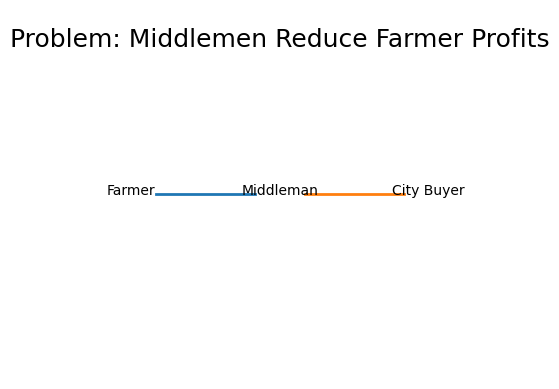 Problem: Middlemen Reduce Farmer Profits
Farmer Middleman City Buyer